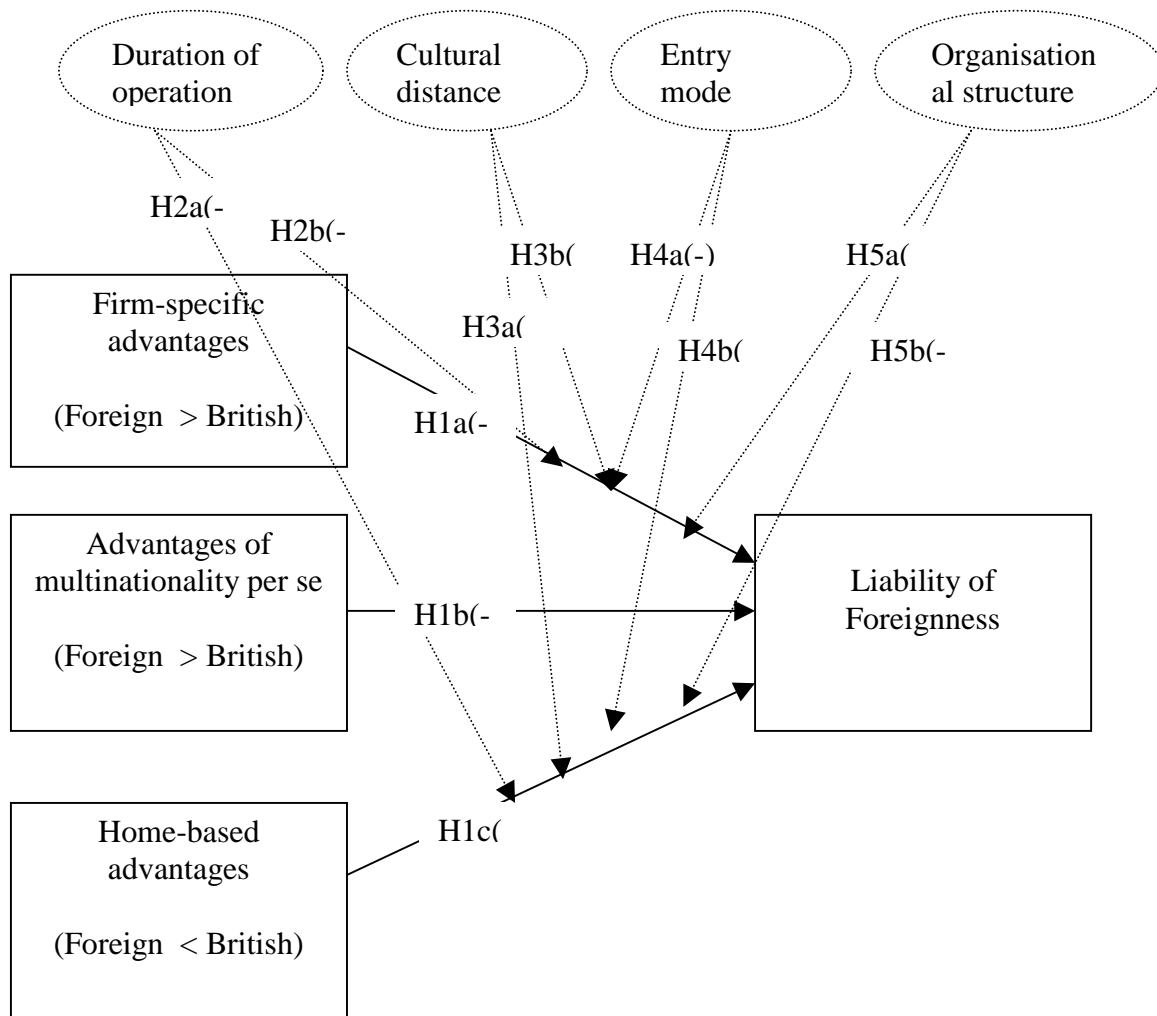 Duration of
operation
Cultural
distance
Entry
mode
Organisation
al structure
H2a(-
H2b(-
H3b(
H4a(-)
H5a(
H3a(
H4b(
H5b(-
Firm-specific
advantages
(Foreign > British)
H1a(-
Advantages of
multinationality per se
(Foreign > British)
H1b(-
Liability of
Foreignness
Home-based
advantages
(Foreign < British)
H1c(